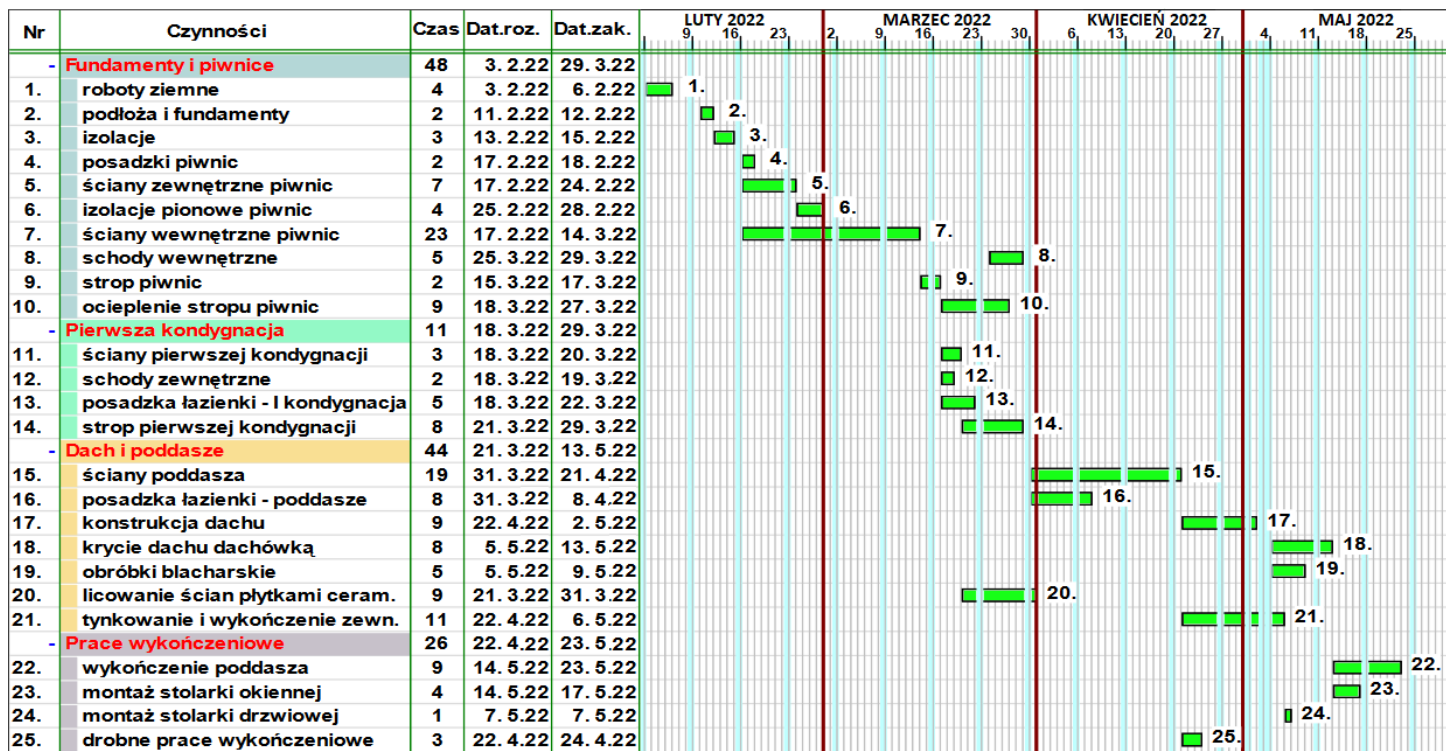 Nr Czynności Czas Dat.roz. Dat.zak. LUTY 2022 MARZEC 2022 KWIECIEŃ 2022 MAJ 2022
9 16 23 2 9 16 23 30 6 13 20 27 4 11 18 25
- Fundamenty i piwnice 48 3. 2.22 29. 3.22
1. roboty ziemne 4 3. 2.22 6. 2.22 1.
2. podłoża i fundamenty 2 11. 2.22 12. 2.22 2.
3. izolacje 3 13. 2.22 15. 2.22 3.
4. posadzki piwnic 2 17. 2.22 18. 2.22 4.
5. ściany zewnętrzne piwnic 7 17. 2.22 24. 2.22 5.
6. izolacje pionowe piwnic 4 25. 2.22 28. 2.22 6.
7. ściany wewnętrzne piwnic 23 17. 2.22 14. 3.22 7.
8. schody wewnętrzne 5 25. 3.22 29. 3.22 8.
9. strop piwnic 2 15. 3.22 17. 3.22 9.
10. ocieplenie stropu piwnic 9 18. 3.22 27. 3.22 10.
- Pierwsza kondygnacja 11 18. 3.22 29. 3.22
11. ściany pierwszej kondygnacji 3 18. 3.22 20. 3.22 11.
12. schody zewnętrzne 2 18. 3.22 19. 3.22 12.
13. posadzka łazienki - I kondygnacja 5 18. 3.22 22. 3.22 13.
14. strop pierwszej kondygnacji 8 21. 3.22 29. 3.22 14.
- Dach i poddasze 44 21. 3.22 13. 5.22
15. ściany poddasza 19 31. 3.22 21. 4.22 15.
16. posadzka łazienki - poddasze 8 31. 3.22 8. 4.22 16.
17. konstrukcja dachu 9 22. 4.22 2. 5.22 17.
18. krycie dachu dachówką 8 5. 5.22 13. 5.22 18.
19. obróbki blacharskie 5 5. 5.22 9. 5.22 19.
20. licowanie ścian płytkami ceram. 9 21. 3.22 31. 3.22 20.
21. tynkowanie i wykończenie zewn. 11 22. 4.22 6. 5.22 21.
- Prace wykończeniowe 26 22. 4.22 23. 5.22
22. wykończenie poddasza 9 14. 5.22 23. 5.22 22.
23. montaż stolarki okiennej 4 14. 5.22 17. 5.22 23.
24. montaż stolarki drzwiowej 1 7. 5.22 7. 5.22 24.
25. drobne prace wykończeniowe 3 22. 4.22 24. 4.22 25.